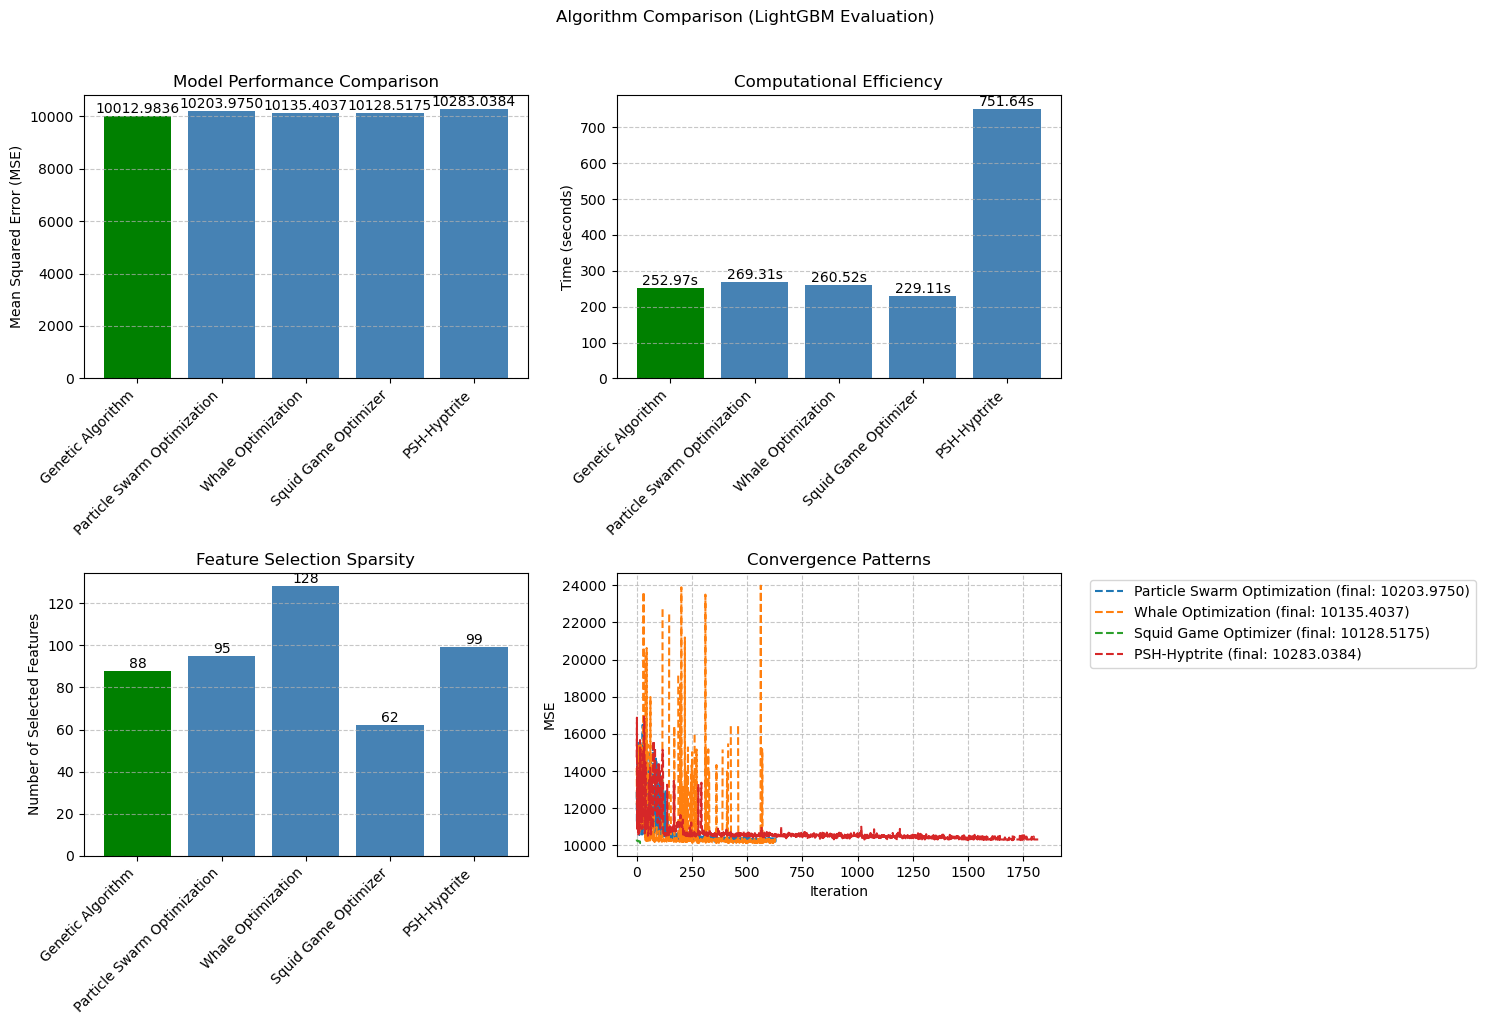 Algorithm Comparison (LightGBM Evaluation)
Model Performance Comparison
10012.9836
10203.9750
10135.4037
10128.5175
10283.0384
Mean Squared Error (MSE)
10000
8000
6000
4000
2000
0
Genetic Algorithm
Particle Swarm Optimization
Whale Optimization
Squid Game Optimizer
PSH-Hyptrite
Computational Efficiency
252.97s
269.31s
260.52s
229.11s
751.64s
Time (seconds)
700
600
500
400
300
200
100
0
Genetic Algorithm
Particle Swarm Optimization
Whale Optimization
Squid Game Optimizer
PSH-Hyptrite
Feature Selection Sparsity
88
95
128
62
99
Number of Selected Features
120
100
80
60
40
20
0
Genetic Algorithm
Particle Swarm Optimization
Whale Optimization
Squid Game Optimizer
PSH-Hyptrite
Convergence Patterns
MSE
24000
22000
20000
18000
16000
14000
12000
10000
0 250 500 750 1000 1250 1500 1750
Iteration
Particle Swarm Optimization (final: 10203.9750)
Whale Optimization (final: 10135.4037)
Squid Game Optimizer (final: 10128.5175)
PSH-Hyptrite (final: 10283.0384)